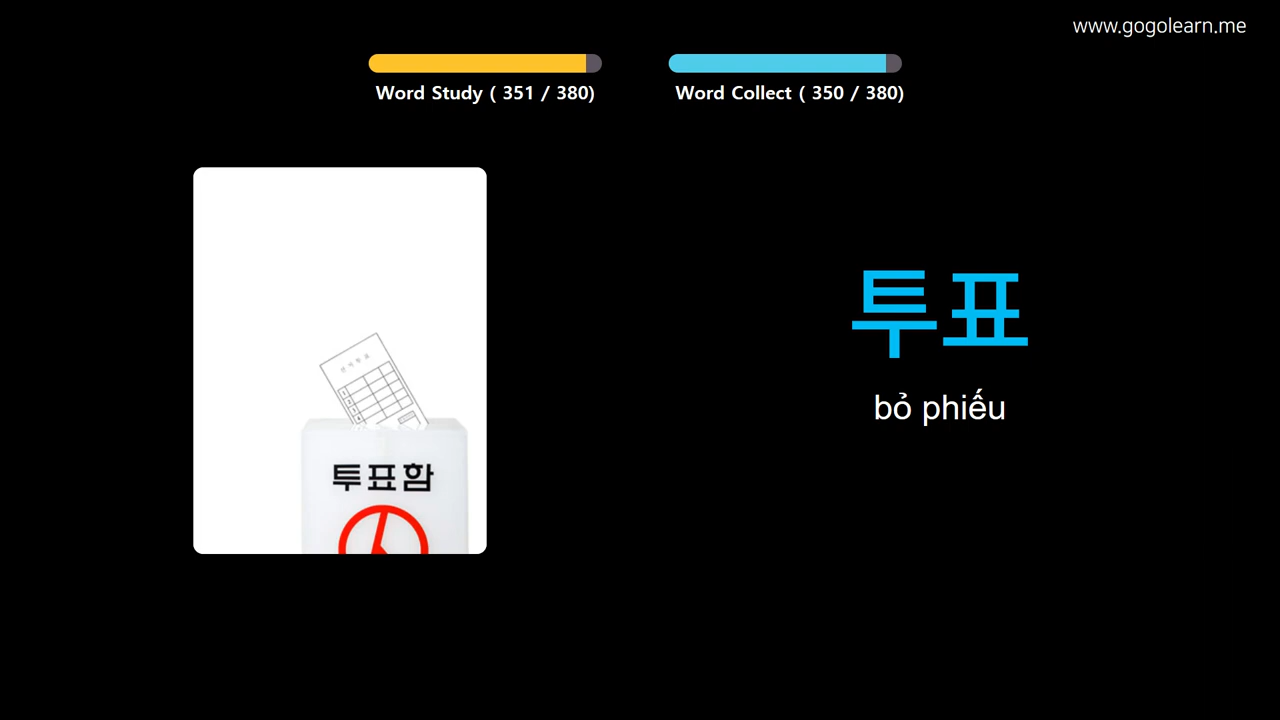 www.gogolearn.me
Word Study ( 351 / 380)
Word Collect ( 350 / 380)
투표
bỏ phiếu
투표함